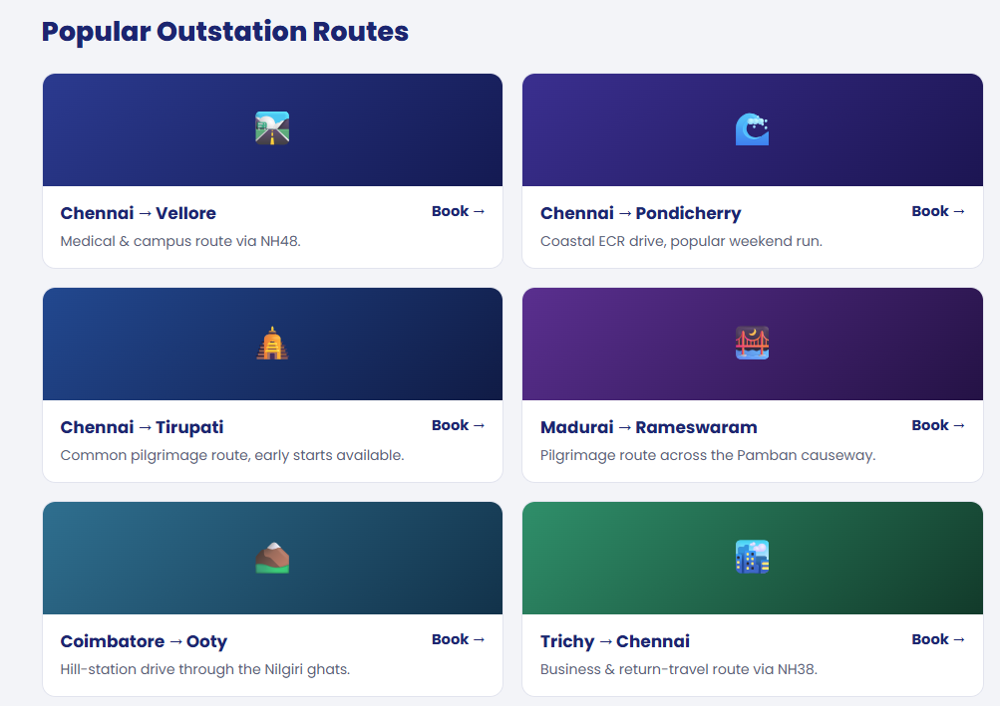 Popular Outstation Routes
Chennai → Vellore
Book →
Medical & campus route via NH48.
Chennai → Pondicherry
Book →
Coastal ECR drive, popular weekend run.
Chennai → Tirupati
Book →
Common pilgrimage route, early starts available.
Madurai → Rameswaram
Book →
Pilgrimage route across the Pamban causeway.
Coimbatore → Ooty
Book →
Hill-station drive through the Nilgiri ghats.
Trichy → Chennai
Book →
Business & return-travel route via NH38.